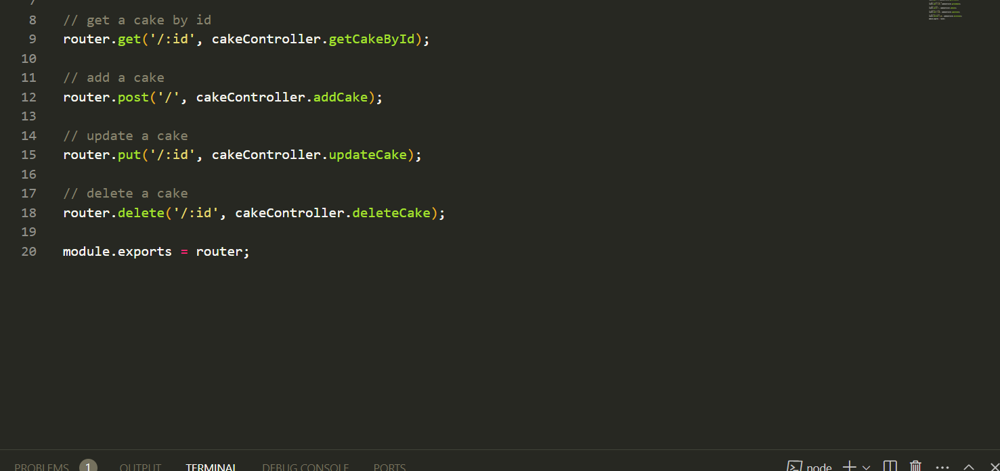 7
8 // get a cake by id
9 router.get('/:id', cakeController.getCakeById);
10
11 // add a cake
12 router.post('/', cakeController.addCake);
13
14 // update a cake
15 router.put('/:id', cakeController.updateCake);
16
17 // delete a cake
18 router.delete('/:id', cakeController.deleteCake);
19
20 module.exports = router;
PROBLEMS 1 OUTPUT TERMINAL DEBUG CONSOLE PORTS node